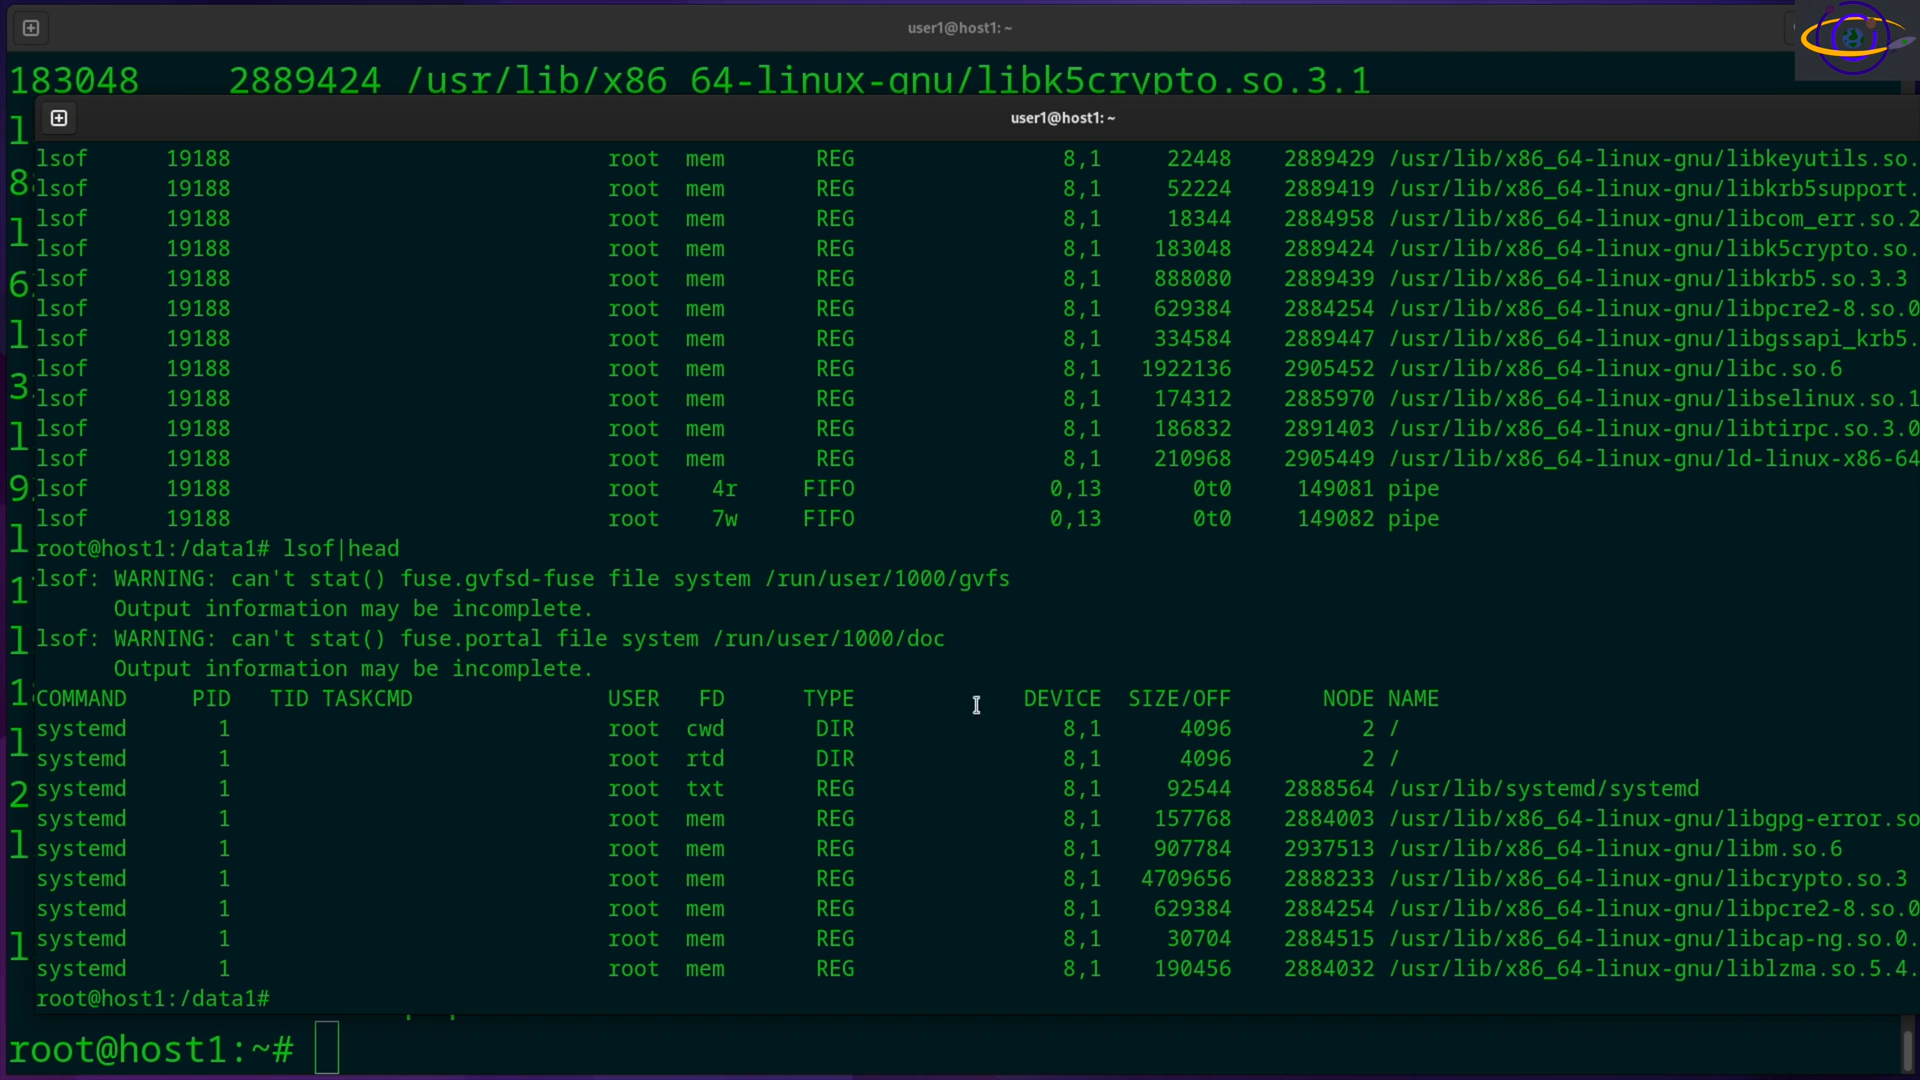 user1@host1: ~
183048 2889424 /usr/lib/x86_64-linux-gnu/libk5crypto.so.3.1
user1@host1: ~
lsof 19188 root mem REG 8,1 22448 2889429 /usr/lib/x86_64-linux-gnu/libkeyutils.so.
lsof 19188 root mem REG 8,1 52224 2889419 /usr/lib/x86_64-linux-gnu/libkrb5support.
lsof 19188 root mem REG 8,1 18344 2884958 /usr/lib/x86_64-linux-gnu/libcom_err.so.2
lsof 19188 root mem REG 8,1 183048 2889424 /usr/lib/x86_64-linux-gnu/libk5crypto.so.
lsof 19188 root mem REG 8,1 888080 2889439 /usr/lib/x86_64-linux-gnu/libkrb5.so.3.3
lsof 19188 root mem REG 8,1 629384 2884254 /usr/lib/x86_64-linux-gnu/libpcre2-8.so.0
lsof 19188 root mem REG 8,1 334584 2889447 /usr/lib/x86_64-linux-gnu/libgssapi_krb5.
lsof 19188 root mem REG 8,1 1922136 2905452 /usr/lib/x86_64-linux-gnu/libc.so.6
lsof 19188 root mem REG 8,1 174312 2885970 /usr/lib/x86_64-linux-gnu/libselinux.so.1
lsof 19188 root mem REG 8,1 186832 2891403 /usr/lib/x86_64-linux-gnu/libtirpc.so.3.0
lsof 19188 root mem REG 8,1 210968 2905449 /usr/lib/x86_64-linux-gnu/ld-linux-x86-64
lsof 19188 root 4r FIFO 0,13 0t0 149081 pipe
lsof 19188 root 7w FIFO 0,13 0t0 149082 pipe
root@host1:/data1# lsof|head
lsof: WARNING: can't stat() fuse.gvfsd-fuse file system /run/user/1000/gvfs
Output information may be incomplete.
lsof: WARNING: can't stat() fuse.portal file system /run/user/1000/doc
Output information may be incomplete.
COMMAND PID TID TASKCMD USER FD TYPE DEVICE SIZE/OFF NODE NAME
systemd 1 root cwd DIR 8,1 4096 2 /
systemd 1 root rtd DIR 8,1 4096 2 /
systemd 1 root txt REG 8,1 92544 2888564 /usr/lib/systemd/systemd
systemd 1 root mem REG 8,1 157768 2884003 /usr/lib/x86_64-linux-gnu/libgpg-error.so
systemd 1 root mem REG 8,1 907784 2937513 /usr/lib/x86_64-linux-gnu/libm.so.6
systemd 1 root mem REG 8,1 4709656 2888233 /usr/lib/x86_64-linux-gnu/libcrypto.so.3
systemd 1 root mem REG 8,1 629384 2884254 /usr/lib/x86_64-linux-gnu/libpcre2-8.so.0
systemd 1 root mem REG 8,1 30704 2884515 /usr/lib/x86_64-linux-gnu/libcap-ng.so.0.
systemd 1 root mem REG 8,1 190456 2884032 /usr/lib/x86_64-linux-gnu/liblzma.so.5.4.
root@host1:/data1#
root@host1:~#